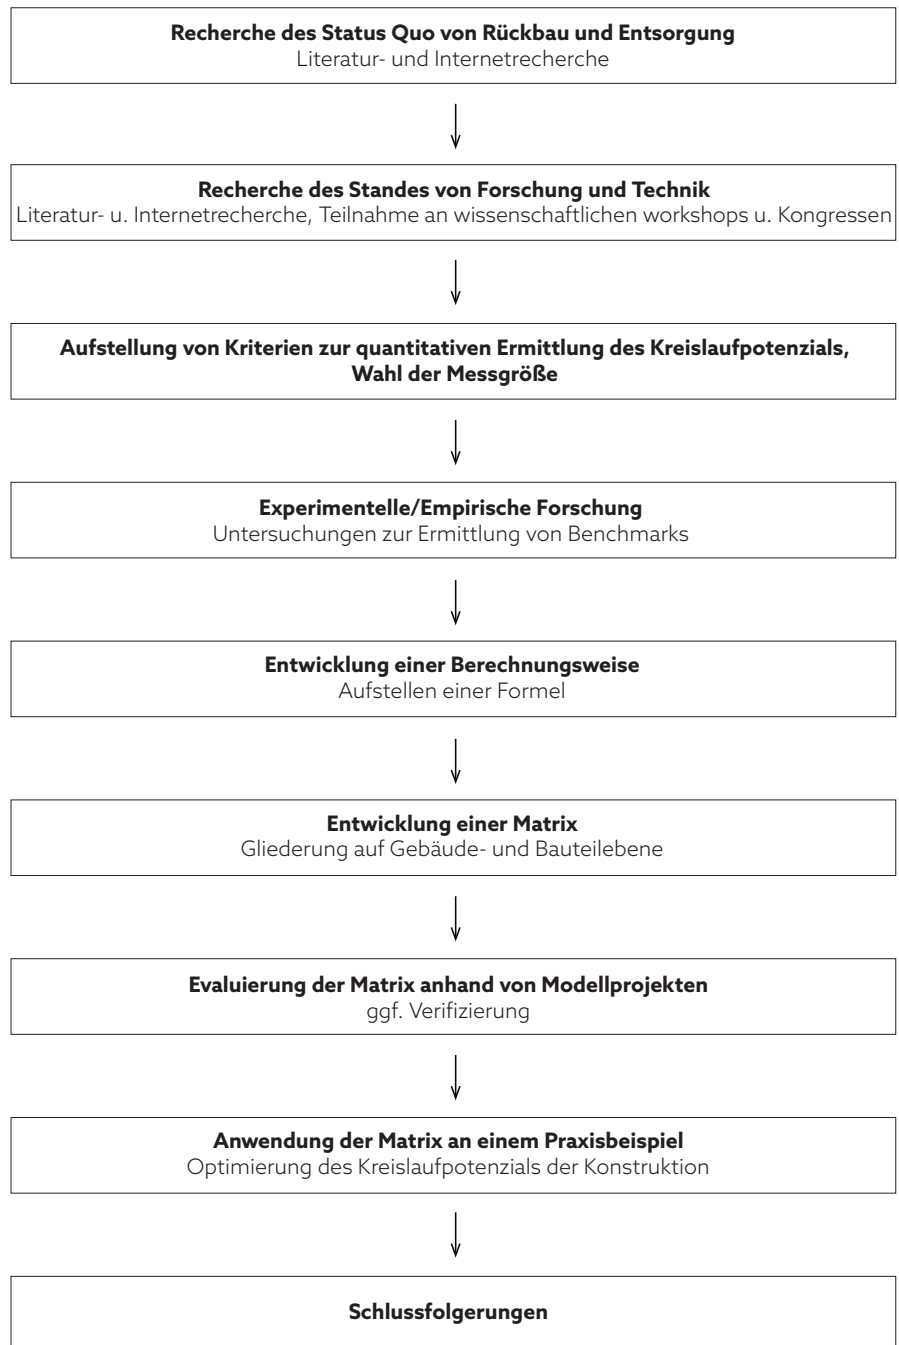 Recherche des Status Quo von Rückbau und Entsorgung
Literatur- und Internetrecherche
Recherche des Standes von Forschung und Technik
Literatur- u. Internetrecherche, Teilnahme an wissenschaftlichen workshops u. Kongressen
Aufstellung von Kriterien zur quantitativen Ermittlung des Kreislaufpotenzials,
Wahl der Messgröße
Experimentelle/Empirische Forschung
Untersuchungen zur Ermittlung von Benchmarks
Entwicklung einer Berechnungsweise
Aufstellen einer Formel
Entwicklung einer Matrix
Gliederung auf Gebäude- und Bauteilebene
Evaluierung der Matrix anhand von Modellprojekten
ggf. Verifizierung
Anwendung der Matrix an einem Praxisbeispiel
Optimierung des Kreislaufpotenzials der Konstruktion
Schlussfolgerungen